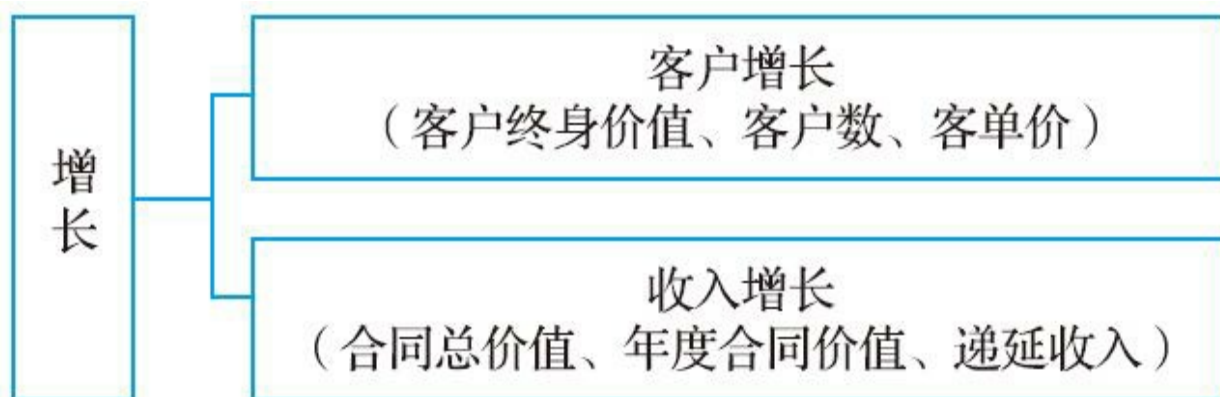 增长
客户增长
（客户终身价值、客户数、客单价）
收入增长
（合同总价值、年度合同价值、递延收入）